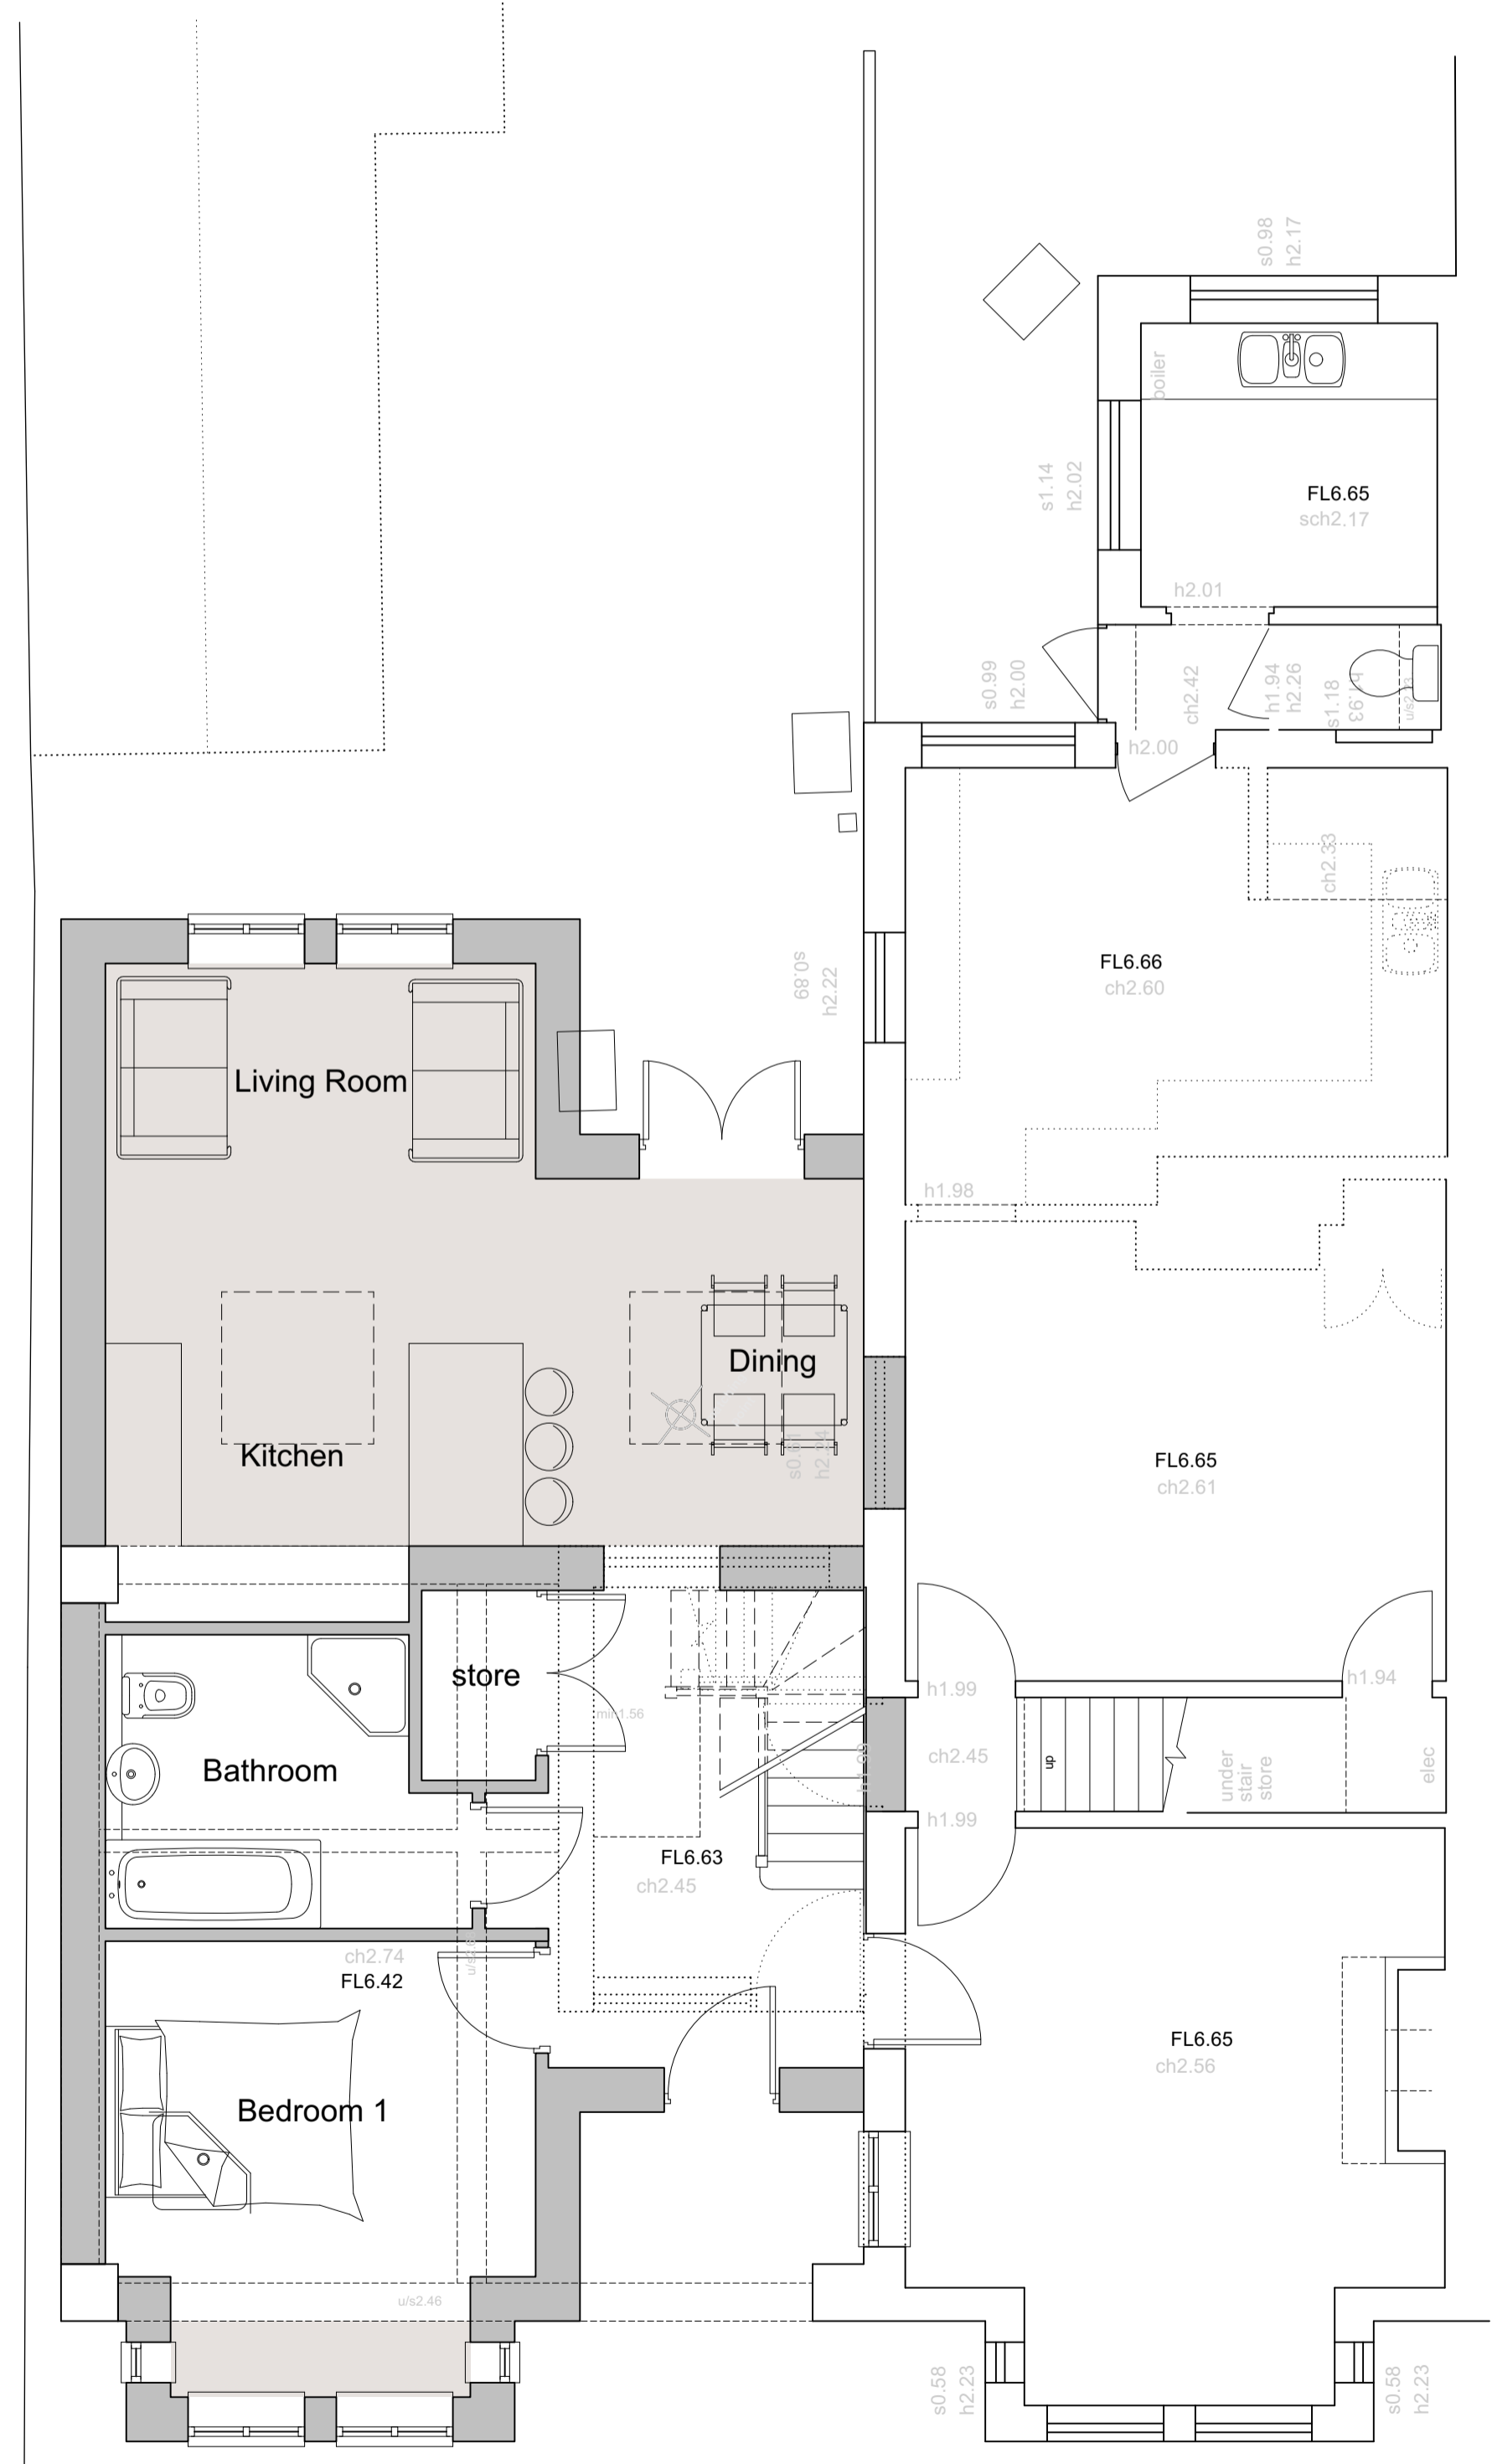 s0.98
h2.17
boiler
s1.14
h2.02
FL6.65
sch2.17
h2.01
s0.99
h2.00
ch2.42
h1.94
h2.26
s1.18
h1.93
h2.00
ch2.33
s0.89
h2.22
FL6.66
ch2.60
Living Room
h1.98
Dining
Kitchen
h2.24
FL6.65
ch2.61
store
min1.56
h1.99
h1.94
Bathroom
ch2.45
dn
under
stair
store
elec
h1.99
FL6.63
ch2.45
ch2.74
FL6.42
FL6.65
ch2.56
Bedroom 1
u/s2.46
s0.58
h2.23
s0.58
h2.23